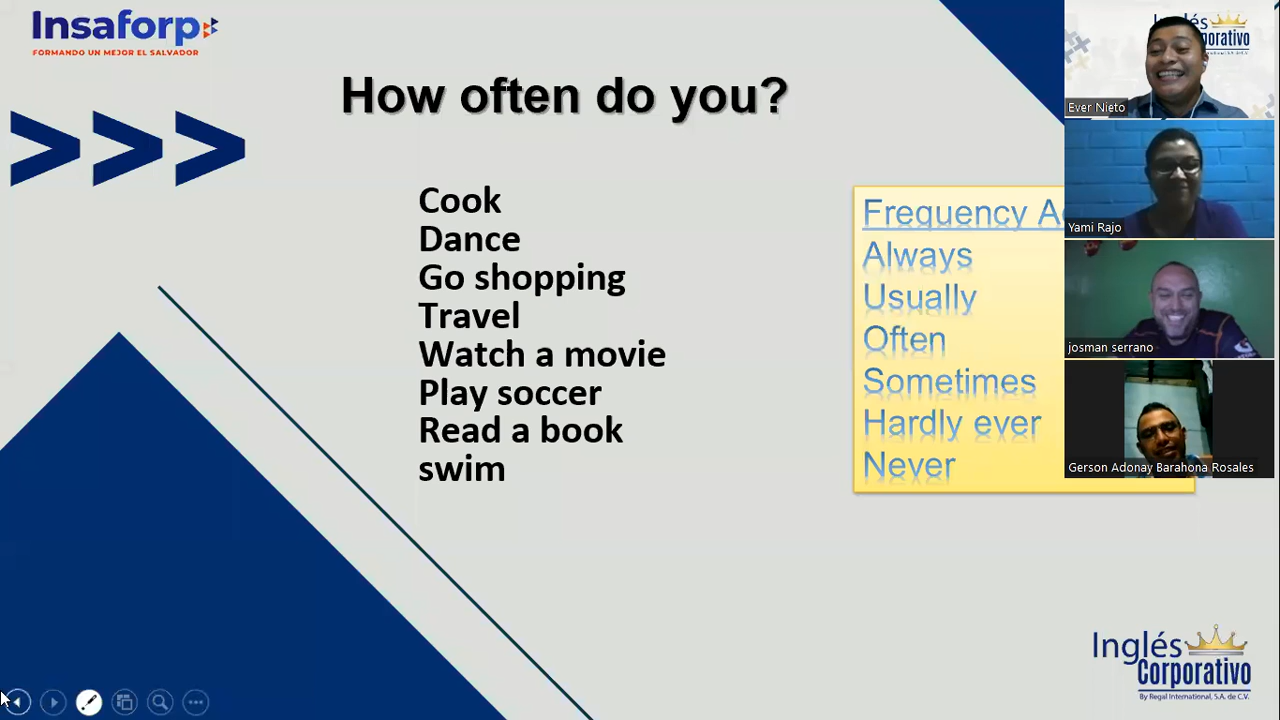 Insaforp
FORMANDO UN MEJOR EL SALVADOR
How often do you?
Cook
Dance
Go shopping
Travel
Watch a movie
Play soccer
Read a book
swim
Frequency
Always
Usually
Often
Sometimes
Hardly ever
Never
Ever Nieto
Yami Rajo
josman serrano
Gerson Adonay Barahona Rosales
Inglés
Corporativo
By Regal International, S.A. de C.V.